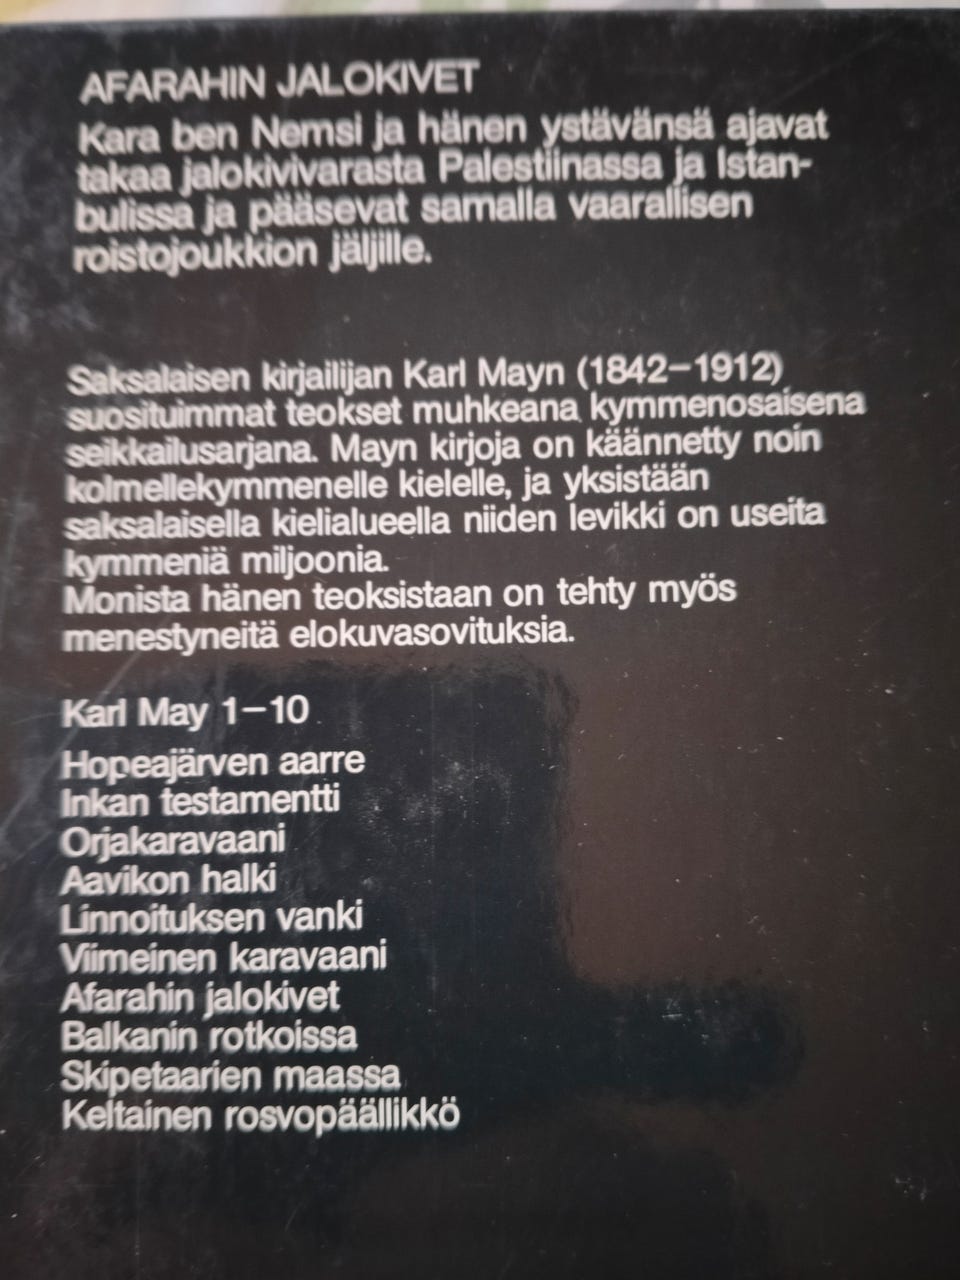 AFARAHIN JALOKIVET
Kara ben Nemsi ja hänen ystävänsä ajavat
takaa jalokivivarasta Palestiinassa ja Istan-
bulissa ja pääsevat samalla vaarallisen
roistojoukkion jäljille.
Saksalaisen kirjailijan Karl Mayn (1842–1912)
suosituimmat teokset muhkeana kymmenosaisena
seikkailusarjana. Mayn kirjoja on käännetty noin
kolmellekymmenelle kielelle, ja yksistään
saksalaisella kielialueella niiden levikki on useita
kymmeniä miljoonia.
Monista hänen teoksistaan on tehty myös
menestyneitä elokuvasovituksia.
Karl May 1–10
Hopeajärven aarre
Inkan testamentti
Orjakaravaani
Aavikon halki
Linnoituksen vanki
Viimeinen karavaani
Afarahin jalokivet
Balkanin rotkoissa
Skipetaarien maassa
Keltainen rosvopäällikkö